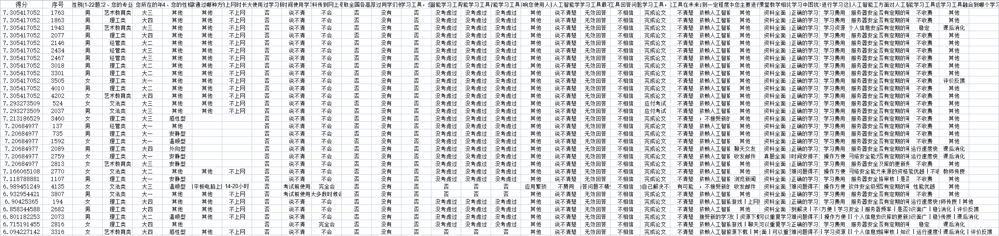 得分 序号 性别(1-22题 2、您的专业 您所在的年 4、您的性格 通过哪种方 上网时长大 使用过学习 时间使用学习 料传到网上 取全国各高 荐过同学们使 学习工具，您 智能学习工具 能学习工具 能学习工具 响您使用人 人工智能学 学习工具最 工具回答问题 学习工具， 工具在未来 到一定程度 中您主要进行 课堂教学相比 学习中困扰 进行学习这 人工智能工 方面对人工智 能学习工具应 学习工具融合到哪个学习
7.305417052 1763 男 艺术教育类 大三 其他 其他 不上网 否 说不清 不会 否 没有 否 没考虑过 没考虑过 没考虑过 其他 说不清楚 无效回答 不相信 完成论文 不清楚 依赖人工智能 其他 资料全面 正确的学习 学习费用 服务器安全 否有定期的审 不收费 其他
7.305417052 1863 男 理工类 大四 其他 其他 不上网 否 说不清 不会 否 没有 否 没考虑过 没考虑过 没考虑过 其他 说不清楚 无效回答 不相信 完成论文 不清楚 依赖人工智能 其他 资料全面 正确的学习 学习费用 服务器安全 否有定期的审 不收费 其他
7.305417052 1943 男 艺术教育类 大三 其他 其他 不上网 否 说不清 不会 否 没有 否 没考虑过 没考虑过 没考虑过 其他 说不清楚 无效回答 不相信 完成论文 不清楚 依赖人工智能 其他 资料全面 正确的学习 学习资源 个人信息安全 否有定期的审 稳定 课后消化
7.305417052 2077 男 理工类 大四 其他 其他 不上网 否 说不清 不会 否 没有 否 没考虑过 没考虑过 没考虑过 其他 说不清楚 无效回答 不相信 完成论文 不清楚 依赖人工智能 其他 资料全面 正确的学习 学习费用 服务器安全 否有定期的审 不收费 其他
7.305417052 2146 男 经管类 大二 其他 其他 不上网 否 说不清 不会 否 没有 否 没考虑过 没考虑过 没考虑过 其他 说不清楚 无效回答 不相信 完成论文 不清楚 依赖人工智能 其他 资料全面 正确的学习 学习费用 服务器安全 否有定期的审 不收费 其他
7.305417052 2434 男 经管类 大三 其他 其他 不上网 否 说不清 不会 否 没有 否 没考虑过 没考虑过 没考虑过 其他 说不清楚 无效回答 不相信 完成论文 不清楚 依赖人工智能 其他 资料全面 正确的学习 学习费用 服务器安全 否有定期的审 不收费 其他
7.305417052 2467 男 经管类 大三 其他 其他 不上网 否 说不清 不会 否 没有 否 没考虑过 没考虑过 没考虑过 其他 说不清楚 无效回答 不相信 完成论文 不清楚 依赖人工智能 其他 资料全面 正确的学习 学习费用 服务器安全 否有定期的审 不收费 其他
7.305417052 3018 男 理工类 大二 其他 其他 不上网 否 说不清 不会 否 没有 否 没考虑过 没考虑过 没考虑过 其他 说不清楚 无效回答 不相信 完成论文 不清楚 依赖人工智能 其他 资料全面 正确的学习 学习费用 服务器安全 否有定期的审 不收费 其他
7.305417052 3301 男 理工类 大二 其他 其他 不上网 否 说不清 不会 否 没有 否 没考虑过 没考虑过 没考虑过 其他 说不清楚 无效回答 不相信 完成论文 不清楚 依赖人工智能 其他 资料全面 正确的学习 学习费用 服务器安全 否有定期的审 不收费 其他
7.305417052 3505 女 理工类 大一 其他 其他 不上网 否 说不清 不会 否 没有 否 没考虑过 没考虑过 没考虑过 其他 说不清楚 无效回答 不相信 完成论文 不清楚 依赖人工智能 其他 资料全面 正确的学习 学习费用 服务器安全 否有定期的审 不收费 评价反馈
7.305417052 4010 男 理工类 大二 其他 其他 不上网 否 说不清 不会 否 没有 否 没考虑过 没考虑过 没考虑过 其他 说不清楚 无效回答 不相信 完成论文 不清楚 依赖人工智能 其他 资料全面 正确的学习 学习费用 服务器安全 否有定期的审 不收费 其他
7.305417052 4202 女 艺术教育类 大四 其他 其他 不上网 否 说不清 不会 否 没有 否 没考虑过 没考虑过 没考虑过 其他 说不清楚 无效回答 不相信 完成论文 不清楚 依赖人工智能 其他 资料全面 正确的学习 学习费用 服务器安全 否有定期的审 不收费 其他
7.293273509 524 女 文法类 大三 其他 其他 不上网 否 说不清 不会 否 没有 否 没考虑过 没考虑过 没考虑过 其他 说不清楚 无效回答 不相信 应付考试 不清楚 依赖人工智能 其他 资料全面 正确的学习 学习费用 服务器安全 否有定期的审 不收费 其他
7.293273509 2037 男 文法类 大三 其他 其他 不上网 否 说不清 不会 否 没有 否 没考虑过 没考虑过 没考虑过 其他 说不清楚 无效回答 不相信 应付考试 不清楚 依赖人工智能 其他 资料全面 正确的学习 学习费用 服务器安全 否有定期的审 不收费 其他
7.213186529 3460 女 理工类 大三 感性型 否 说不清 不会 否 没有 否 没考虑过 没考虑过 没考虑过 其他 说不清楚 无效回答 不相信 完成论文 不清楚 ，不接受新的 其他 资料全面 正确的学习 学习费用 服务器安全 否有定期的审 不收费 其他
7.20684977 137 男 经管类 大一 其他 否 说不清 不会 否 没有 否 没考虑过 没考虑过 没考虑过 其他 说不清楚 无效回答 不相信 完成论文 不清楚 依赖人工智能 其他 资料全面 正确的学习 学习费用 服务器安全 否有定期的审 不收费 其他
7.20684977 735 男 理工类 大一 安静型 否 说不清 不会 否 没有 否 没考虑过 没考虑过 没考虑过 其他 说不清楚 无效回答 不相信 完成论文 不清楚 依赖人工智能 其他 资料全面 正确的学习 学习费用 服务器安全 否有定期的审 不收费 其他
7.20684977 1592 女 理工类 大一 温顺型 否 说不清 不会 否 没有 否 没考虑过 没考虑过 没考虑过 其他 说不清楚 无效回答 不相信 完成论文 不清楚 依赖人工智能 其他 资料全面 正确的学习 学习费用 服务器安全 否有定期的审 不收费 其他
7.20684977 2089 男 理工类 大四 外向型 否 说不清 不会 否 没有 否 没考虑过 没考虑过 没考虑过 其他 说不清楚 无效回答 不相信 完成论文 不清楚 依赖人工智能 聊天交友 资料全面 正确的学习 学习费用 服务器安全 否有定期的审 运行速度快 课后消化
7.20684977 2759 女 理工类 大一 安静型 否 说不清 不会 否 没有 否 没考虑过 没考虑过 没考虑过 其他 说不清楚 无效回答 不相信 完成论文 不清楚 依赖人工智能 收发邮件 真题全面 时间安排不 操作方便 网络安全能力 否有定期的审 运行速度快 课后消化
7.20684977 2813 女 艺术教育类 大三 安静型 否 说不清 不会 否 没有 否 没考虑过 没考虑过 没考虑过 其他 说不清楚 无效回答 不相信 完成论文 不清楚 依赖人工智能 其他 资料全面 正确的学习 学习费用 服务器安全 识库的更新频 不收费 其他
7.166065108 2770 女 文法类 大二 其他 其他 不上网 否 说不清 不会 否 没有 否 没考虑过 没考虑过 没考虑过 其他 说不清楚 无效回答 不相信 完成论文 不清楚 依赖人工智能 其他 资料全面 难问题得不 操作方便 网络安全能力 来源的资格 能优越┋不收 教师传授
7.118788881 1107 男 理工类 大一 安静型 否 说不清 不会 否 没有 否 没考虑过 没考虑过 没考虑过 其他 说不清楚 无效回答 不相信 完成论文 不清楚 依赖人工智能 浏览新闻 资料全面 正确的学习 学习费用 服务器安全 格审核┋是否 不收费 其他
6.989451249 4135 女 文法类 大三 温顺型 平板电脑上 14-20小时 否 考试前使用 完全会 否 没有 否 否 否 否 应用繁琐 不赞同 答问题不精 不相信 自己解决不 有可能 ，不接受新的 收发邮件 资料全面 难问题得不 操作方便 软件安全级别 否有定期的审 性能优越 其他
6.932954421 3807 男 文法类 大一 其他 其他 不上网 否 考试前使用 大多数时候会 否 没有 否 否 否 否 其他 说不清楚 无效回答 不相信 完成论文 不清楚 依赖人工智能 其他 资料全面 正确的学习 学习费用 服务器安全 否有定期的审 不收费 其他
6.90425365 194 女 理工类 大四 其他 其他 不上网 否 说不清 不会 否 没有 否 没考虑过 没考虑过 没考虑过 其他 说不清楚 无效回答 不相信 完成论文 不清楚 依赖人工智能 游戏┋上网 资料全面 正确的学习 学习费用 服务器安全 否有定期的审 运行速度快 师传授┋其他
6.858344588 2682 男 理工类 大四 其他 其他 不上网 否 说不清 不会 否 没有 否 没考虑过 没考虑过 没考虑过 其他 说不清楚 无效回答 不相信 完成论文 不清楚 依赖人工智能 其他 资料全面 到解决┋不 方便┋学习 安全┋服务器 频率┋是否 知识面广┋稳 消化┋评价反馈
6.801182253 2073 男 理工类 大二 温顺型 其他 不上网 否 说不清 不会 否 没有 否 没考虑过 没考虑过 没考虑过 其他 说不清楚 无效回答 不相信 完成论文 不清楚 接受新的学习 友┋资源下载 可以重复学习 难问题得不 操作方便 ┋个人信息安 识库的更新 识面广┋稳 传授┋课后消化
6.715191455 2816 女 理工类 大四 其他 否 说不清 完全会 否 没有 否 没考虑过 没考虑过 没考虑过 其他 说不清楚 无效回答 不相信 完成论文 不清楚 依赖人工智能 游戏┋聊天 可以重复学习 难问题得不 学习费用 服务器安全 否有定期的审 稳定 课后消化
6.094227142 3316 女 艺术教育类 大四 感性型 其他 不上网 否 说不清 不会 否 没有 否 否 否 否 其他 说不清楚 无效回答 不相信 完成论文 不清楚 依赖人工智能 源下载┋其 面┋可以重 难问题得不 学习资源 ┋个人信息安 格审核┋知识 运行速度 课后消化┋评价反馈